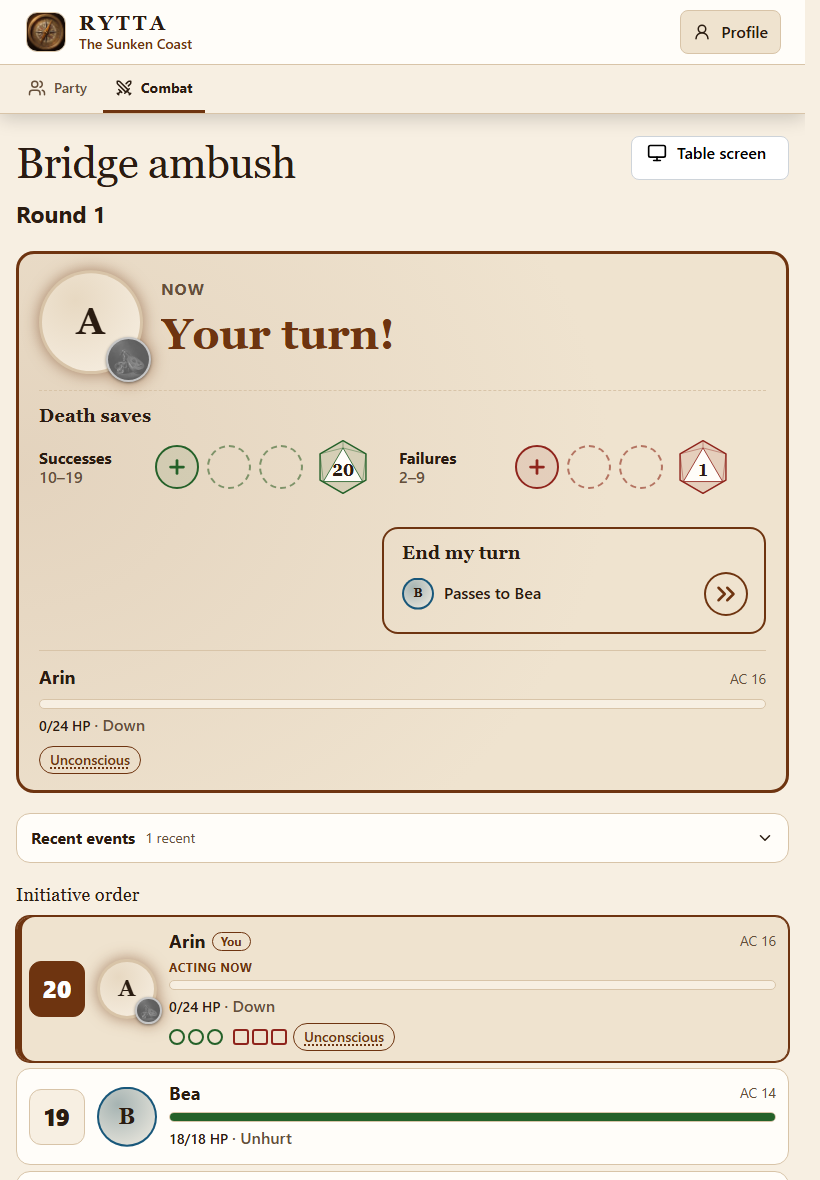 RYTTA
The Sunken Coast
Profile
Party
Combat
Bridge ambush
Table screen
Round 1
A
NOW
Your turn!
Death saves
Successes
10–19
+
20
Failures
2–9
+
1
End my turn
B
Passes to Bea
Arin
AC 16
0/24 HP · Down
Unconscious
Recent events 1 recent
Initiative order
20
A
Arin You
AC 16
ACTING NOW
0/24 HP · Down
Unconscious
19
B
Bea
AC 14
18/18 HP · Unhurt